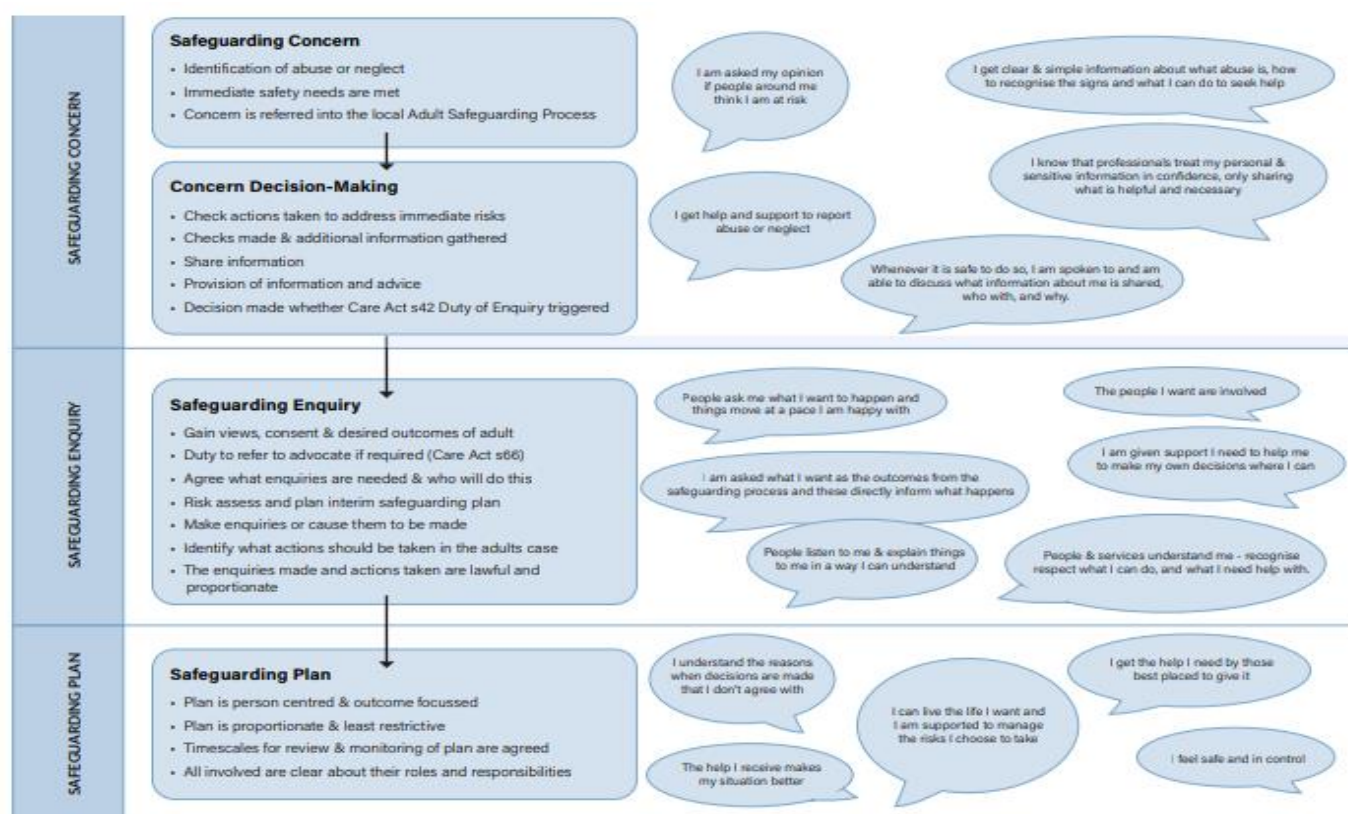 SAFEGUARDING CONCERN
Safeguarding Concern
• Identification of abuse or neglect
• Immediate safety needs are met
• Concern is referred into the local Adult Safeguarding Process
Concern Decision-Making
• Check actions taken to address immediate risks
• Checks made & additional information gathered
• Share information
• Provision of information and advice
• Decision made whether Care Act s42 Duty of Enquiry triggered
I am asked my opinion
if people around me
think I am at risk
I get clear & simple information about what abuse is, how
to recognise the signs and what I can do to seek help
I know that professionals treat my personal &
sensitive information in confidence, only sharing
what is helpful and necessary
I get help and support to report
abuse or neglect
Whenever it is safe to do so, I am spoken to and am
able to discuss what information about me is shared,
who with, and why.
SAFEGUARDING ENQUIRY
Safeguarding Enquiry
• Gain views, consent & desired outcomes of adult
• Duty to refer to advocate if required (Care Act s66)
• Agree what enquiries are needed & who will do this
• Risk assess and plan interim safeguarding plan
• Make enquiries or cause them to be made
• Identify what actions should be taken in the adults case
• The enquiries made and actions taken are lawful and
proportionate
People ask me what I want to happen and
things move at a pace I am happy with
The people I want are involved
I am given support I need to help me
to make my own decisions where I can
I am asked what I want as the outcomes from the
safeguarding process and these directly inform what happens
People listen to me & explain things
to me in a way I can understand
People & services understand me - recognise
respect what I can do, and what I need help with.
SAFEGUARDING PLAN
Safeguarding Plan
• Plan is person centred & outcome focussed
• Plan is proportionate & least restrictive
• Timescales for review & monitoring of plan are agreed
• All involved are clear about their roles and responsibilities
I understand the reasons
when decisions are made
that I don't agree with
I get the help I need by those
best placed to give it
I can live the life I want and
I am supported to manage
the risks I choose to take
The help I receive makes
my situation better
I feel safe and in control